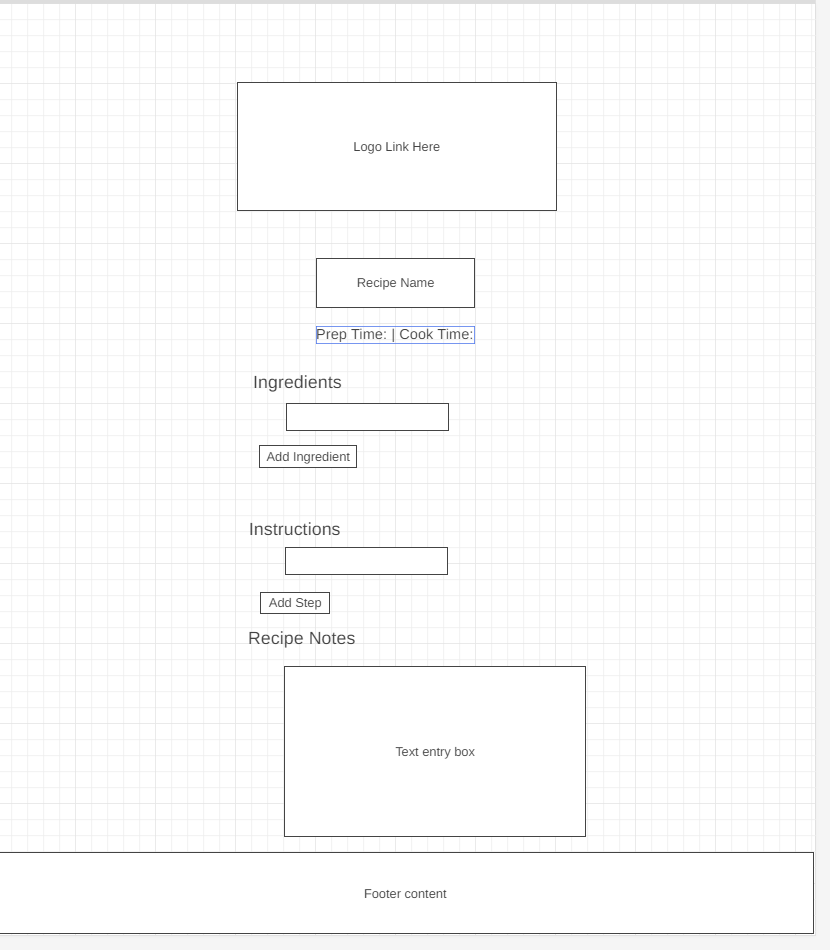 Logo Link Here
Recipe Name
Prep Time: | Cook Time:
Ingredients
Add Ingredient
Instructions
Add Step
Recipe Notes
Text entry box
Footer content